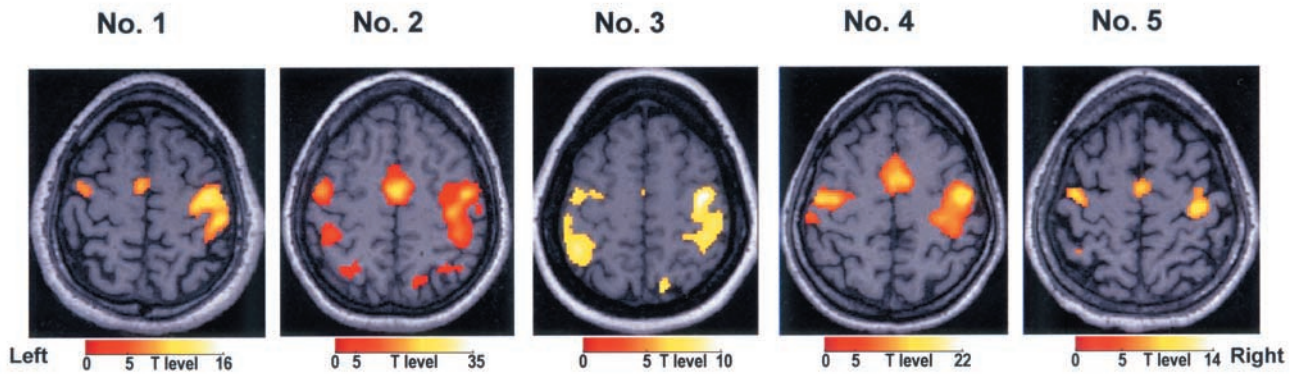 No. 1 No. 2 No. 3 No. 4 No. 5
Left 0 5 T level 16 0 5 T level 35 0 5 T level 10 0 5 T level 22 0 5 T level 14 Right